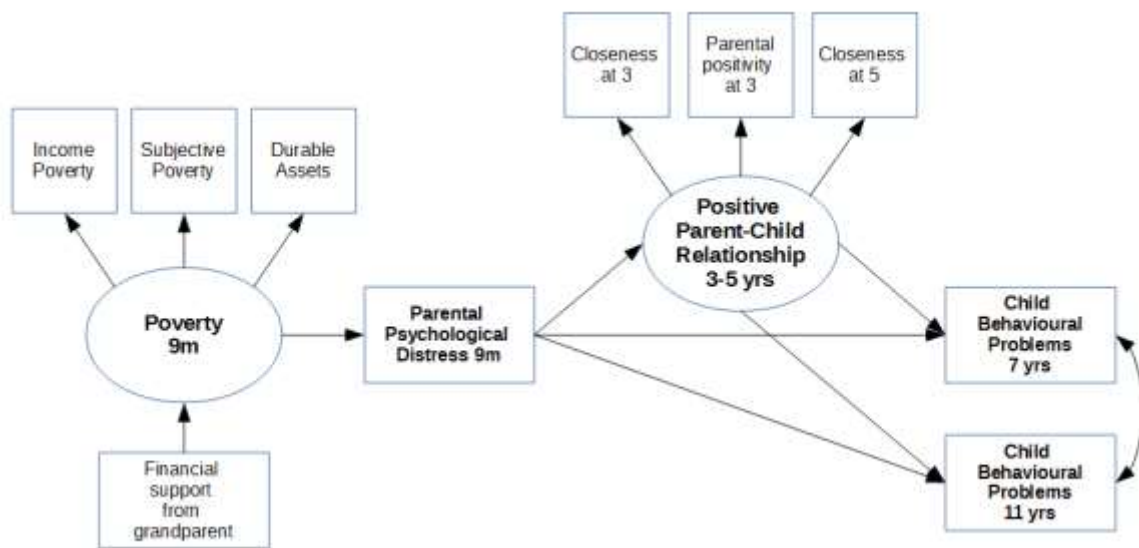 Closeness
at 3
Parental
positivity
at 3
Closeness
at 5
Income
Poverty
Subjective
Poverty
Durable
Assets
Positive
Parent-Child
Relationship
3-5 yrs
Poverty
9m
Parental
Psychological
Distress 9m
Child
Behavioural
Problems
7 yrs
Financial
support
from
grandparent
Child
Behavioural
Problems
11 yrs